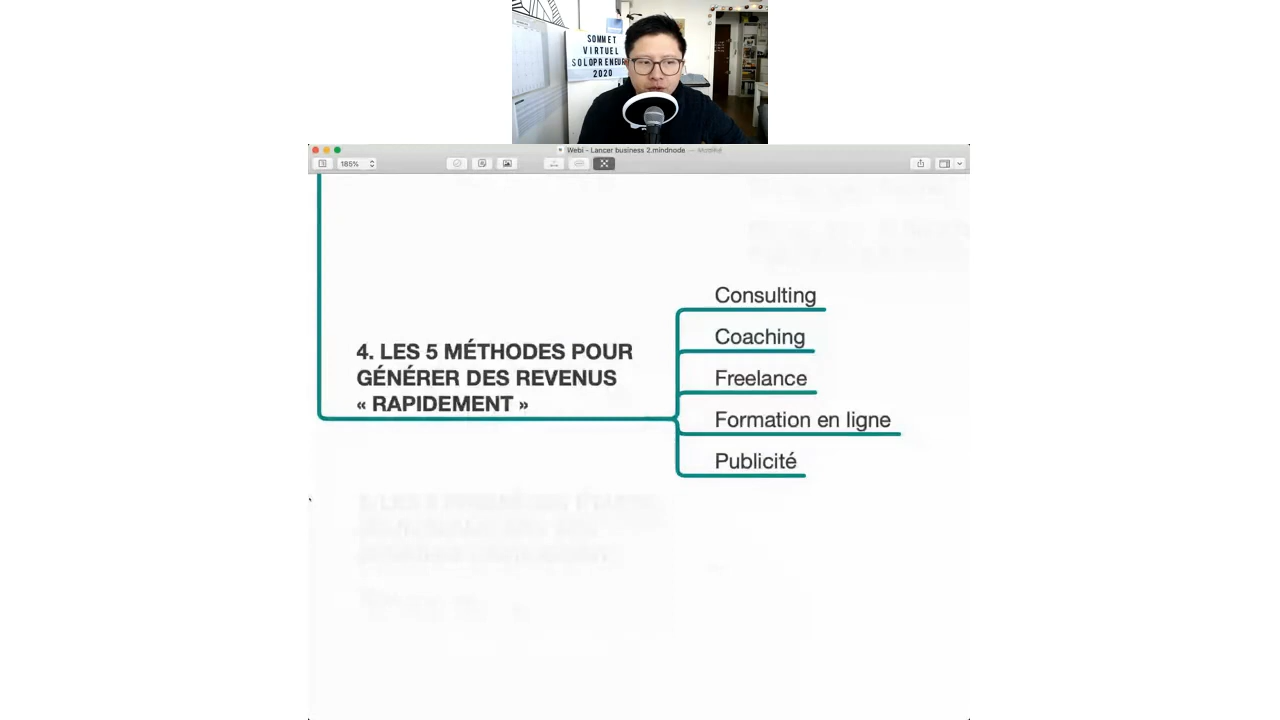 SOMMET
VIRTUEL
SOLOPRENEUR
2020
Webi - Lancer business 2.mindnode — Modifié
185%
Consulting
Coaching
4. LES 5 MÉTHODES POUR
GÉNÉRER DES REVENUS
« RAPIDEMENT »
Freelance
Formation en ligne
Publicité